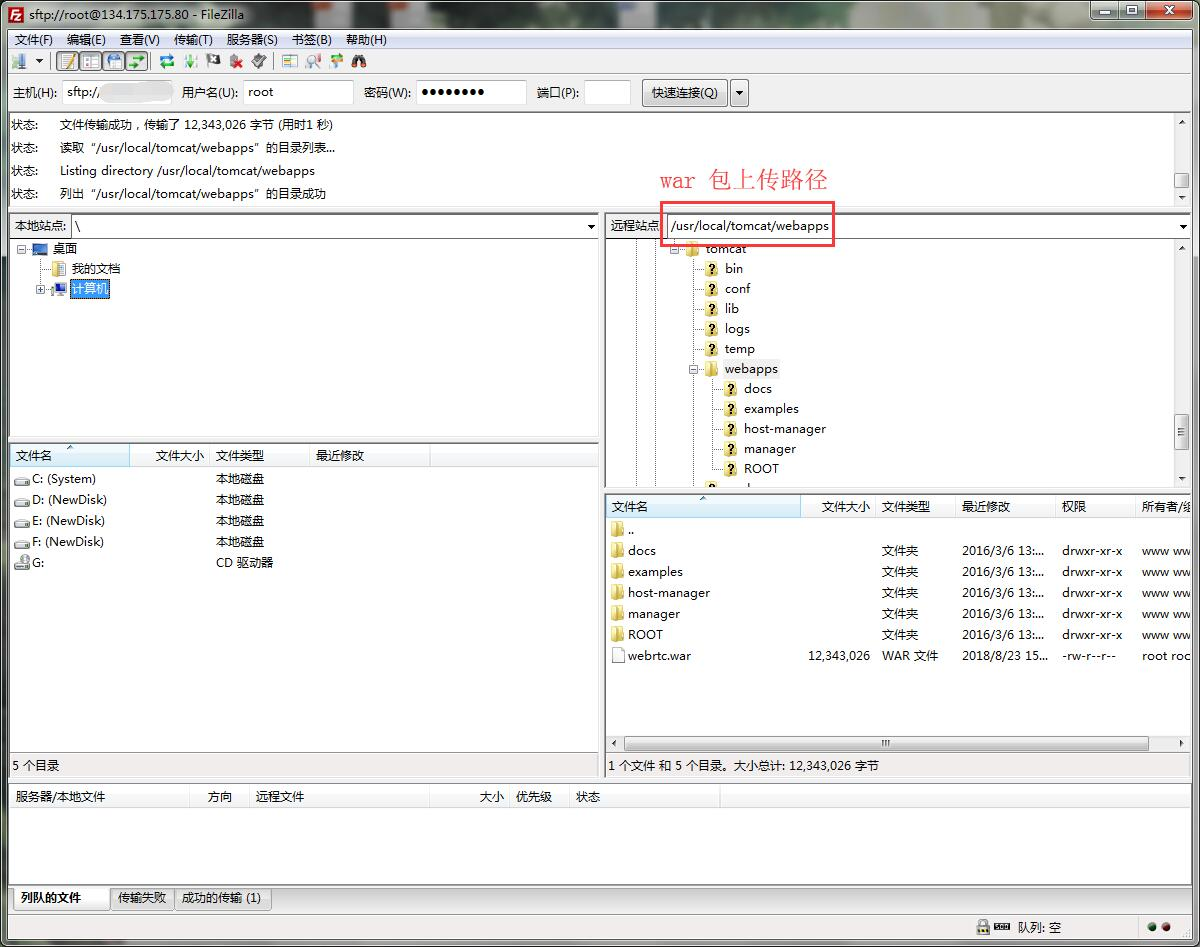 sftp://root@134.175.175.80 - FileZilla
文件(F) 编辑(E) 查看(V) 传输(T) 服务器(S) 书签(B) 帮助(H)
主机(H): sftp:// 用户名(U): root 密码(W): ●●●●●●●● 端口(P): 快速连接(Q)
状态: 文件传输成功，传输了 12,343,026 字节 (用时1 秒)
状态: 读取“/usr/local/tomcat/webapps”的目录列表...
状态: Listing directory /usr/local/tomcat/webapps
状态: 列出“/usr/local/tomcat/webapps”的目录成功
war 包上传路径
本地站点: \
桌面
我的文档
计算机
文件名 文件大小 文件类型 最近修改
C: (System) 本地磁盘
D: (NewDisk) 本地磁盘
E: (NewDisk) 本地磁盘
F: (NewDisk) 本地磁盘
G: CD 驱动器
5 个目录
远程站点 /usr/local/tomcat/webapps
tomcat
bin
conf
lib
logs
temp
webapps
docs
examples
host-manager
manager
ROOT
文件名 文件大小 文件类型 最近修改 权限 所有者/组
..
docs 文件夹 2016/3/6 13:... drwxr-xr-x www ww
examples 文件夹 2016/3/6 13:... drwxr-xr-x www ww
host-manager 文件夹 2016/3/6 13:... drwxr-xr-x www ww
manager 文件夹 2016/3/6 13:... drwxr-xr-x www ww
ROOT 文件夹 2016/3/6 13:... drwxr-xr-x www ww
webrtc.war 12,343,026 WAR 文件 2018/8/23 15... -rw-r--r-- root roo
1 个文件 和 5 个目录。大小总计: 12,343,026 字节
服务器/本地文件 方向 远程文件 大小 优先级 状态
列队的文件 传输失败 成功的传输 (1)
队列: 空